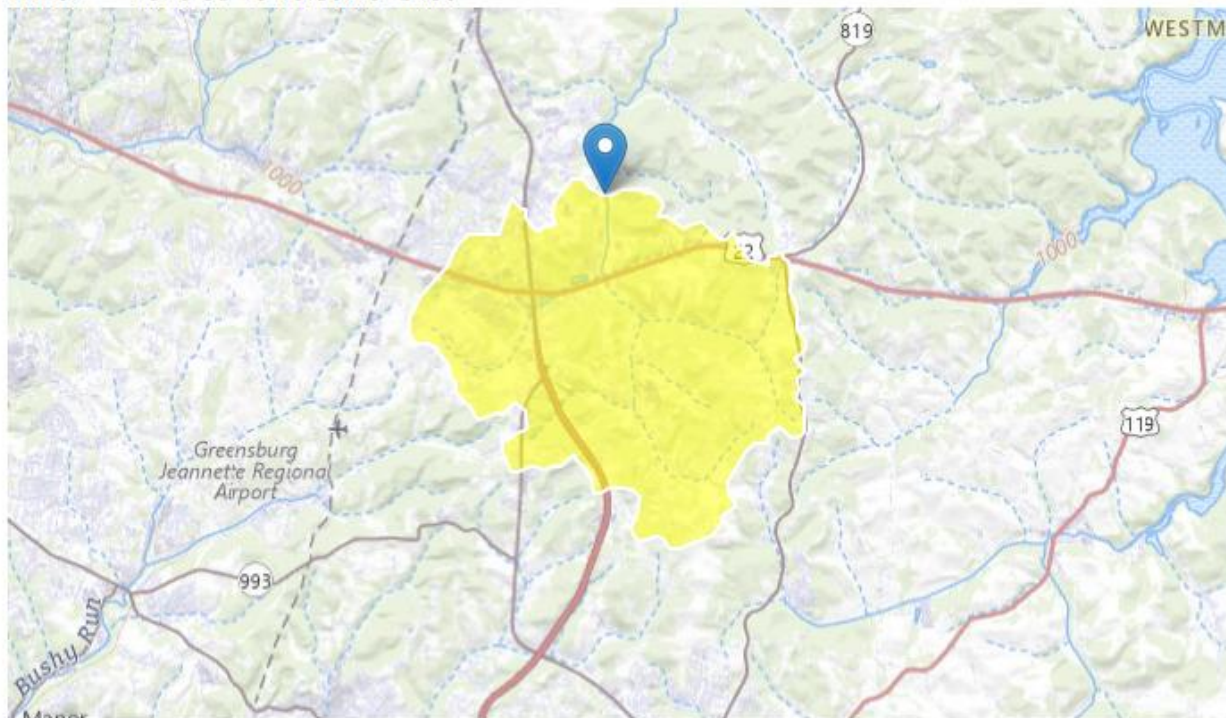 819
WESTM
1000
22
1000
119
Greensburg
Jeannette Regional
Airport
993
Bushy Run
Manor